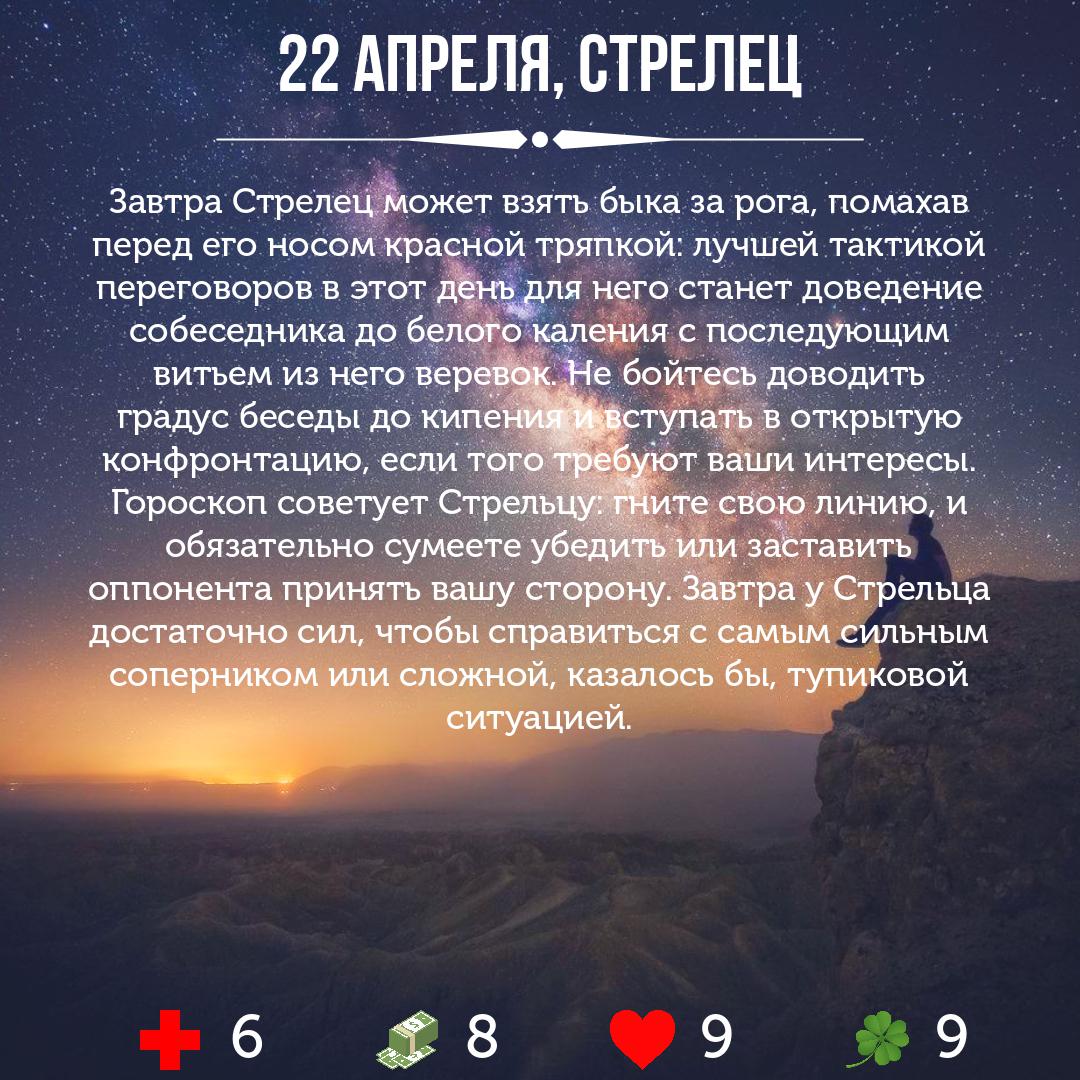 22 АПРЕЛЯ, СТРЕЛЕЦ
Завтра Стрелец может взять быка за рога, помахав
перед его носом красной тряпкой: лучшей тактикой
переговоров в этот день для него станет доведение
собеседника до белого каления с последующим
витьем из него веревок. Не бойтесь доводить
градус беседы до кипения и вступать в открытую
конфронтацию, если того требуют ваши интересы.
Гороскоп советует Стрельцу: гните свою линию, и
обязательно сумеете убедить или заставить
оппонента принять вашу сторону. Завтра у Стрельца
достаточно сил, чтобы справиться с самым сильным
соперником или сложной, казалось бы, тупиковой
ситуацией.
6 8 9 9